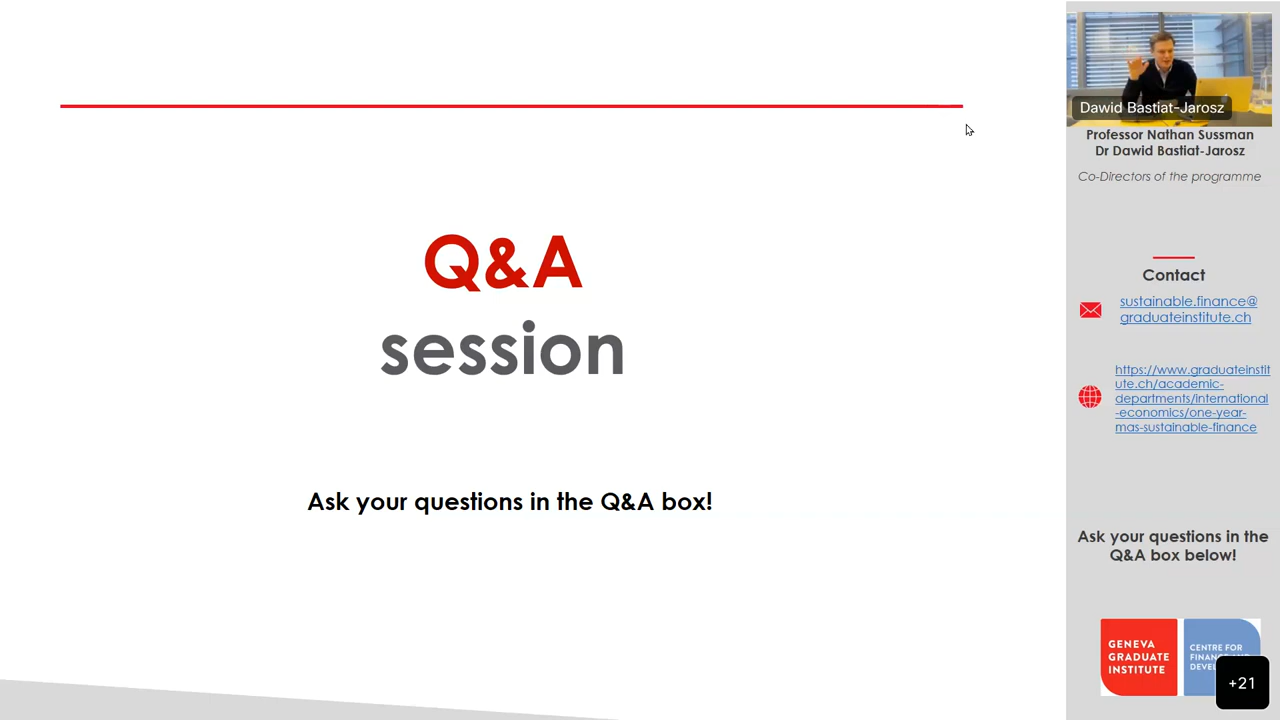 Q&A
session
Ask your questions in the Q&A box!
Dawid Bastiat-Jarosz
Professor Nathan Sussman
Dr Dawid Bastiat-Jarosz
Co-Directors of the programme
Contact
sustainable.finance@
graduateinstitute.ch
https://www.graduateinstit
ute.ch/academic-
departments/international
-economics/one-year-
mas-sustainable-finance
Ask your questions in the
Q&A box below!
GENEVA
GRADUATE
INSTITUTE
CENTRE FOR
+21